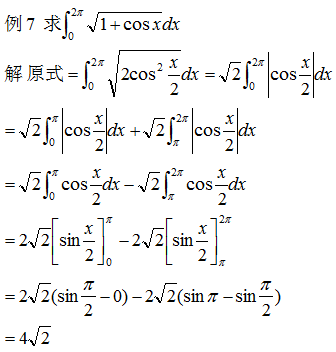 例7 求∫₀^{2π} √(1+cos x) dx
解 原式=∫₀^{2π} √(2cos² x/2) dx = √2∫₀^{2π} |cos x/2| dx
=√2∫₀^{π} |cos x/2| dx + √2∫_π^{2π} |cos x/2| dx
=√2∫₀^{π} cos x/2 dx − √2∫_π^{2π} cos x/2 dx
=2√2[sin x/2]₀^{π} − 2√2[sin x/2]_π^{2π}
=2√2(sin π/2 − 0) − 2√2(sin π − sin π/2)
=4√2